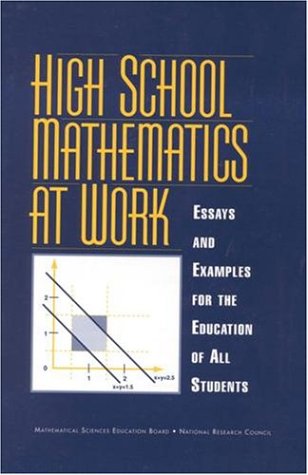 HIGH SCHOOL
MATHEMATICS
AT WORK
ESSAYS
AND
EXAMPLES
FOR THE
EDUCATION
OF ALL
STUDENTS
2
1
1
2
x+y=1.5
x+y=2.5
MATHEMATICAL SCIENCES EDUCATION BOARD • NATIONAL RESEARCH COUNCIL